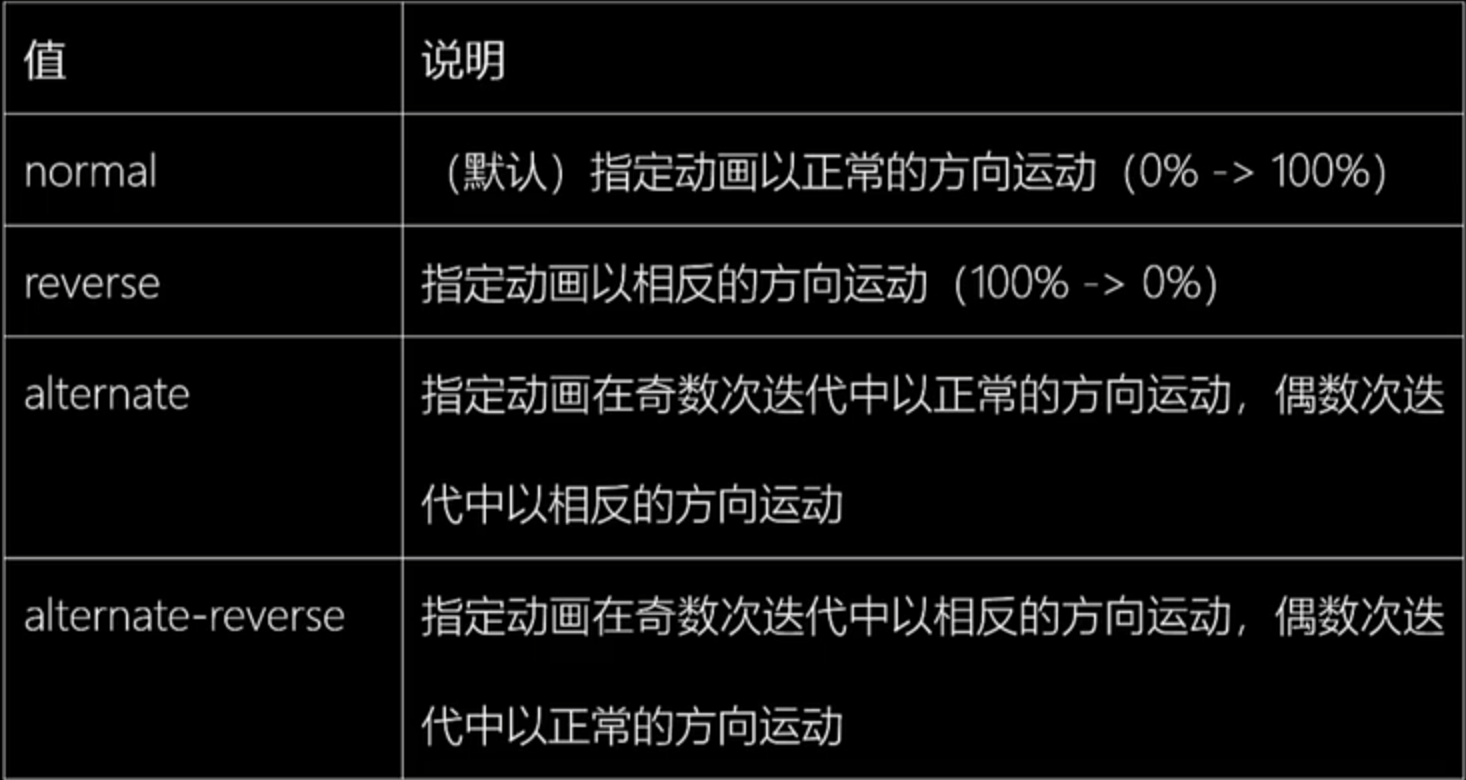 值 说明
normal （默认）指定动画以正常的方向运动（0% -> 100%）
reverse 指定动画以相反的方向运动（100% -> 0%）
alternate 指定动画在奇数次迭代中以正常的方向运动，偶数次迭
代中以相反的方向运动
alternate-reverse 指定动画在奇数次迭代中以相反的方向运动，偶数次迭
代中以正常的方向运动